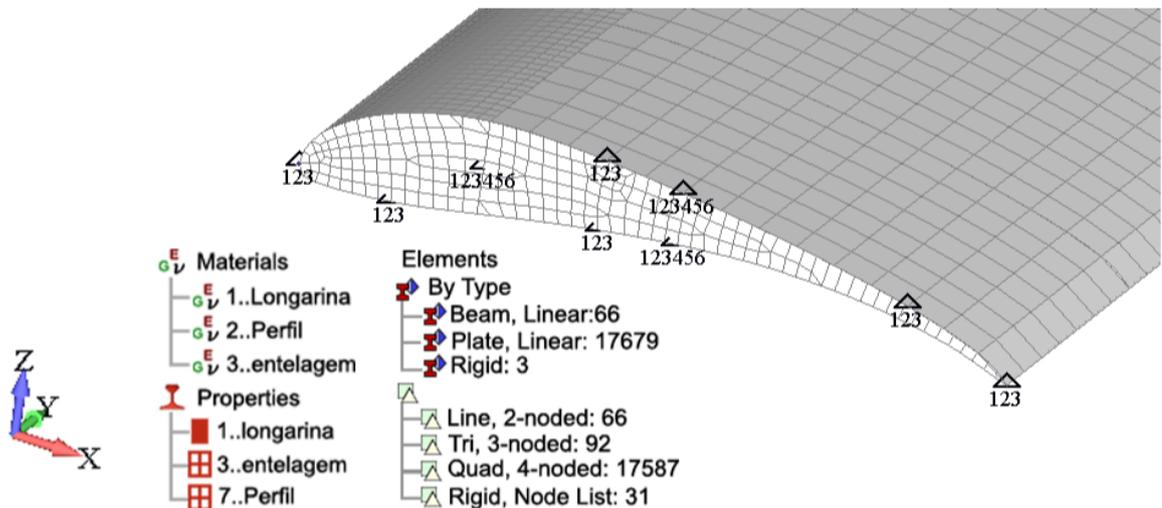 123
123
123456
123
123456
123
123
123456
123
123
Materials
1..Longarina
2..Perfil
3..entelagem
Properties
1..longarina
3..entelagem
7..Perfil
Elements
By Type
Beam, Linear:66
Plate, Linear: 17679
Rigid: 3
Line, 2-noded: 66
Tri, 3-noded: 92
Quad, 4-noded: 17587
Rigid, Node List: 31
Z
Y
X